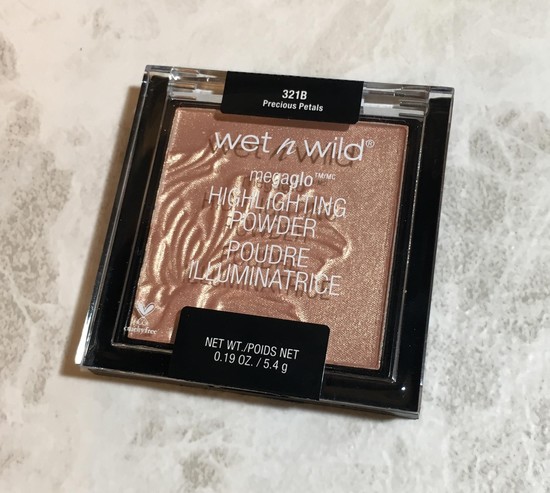 321B
Precious Petals
wet n wild®
megaglo™/MC
HIGHLIGHTING
POWDER
POUDRE
ILLUMINATRICE
crueltyfree
NET WT./POIDS NET
0.19 OZ. / 5.4 g